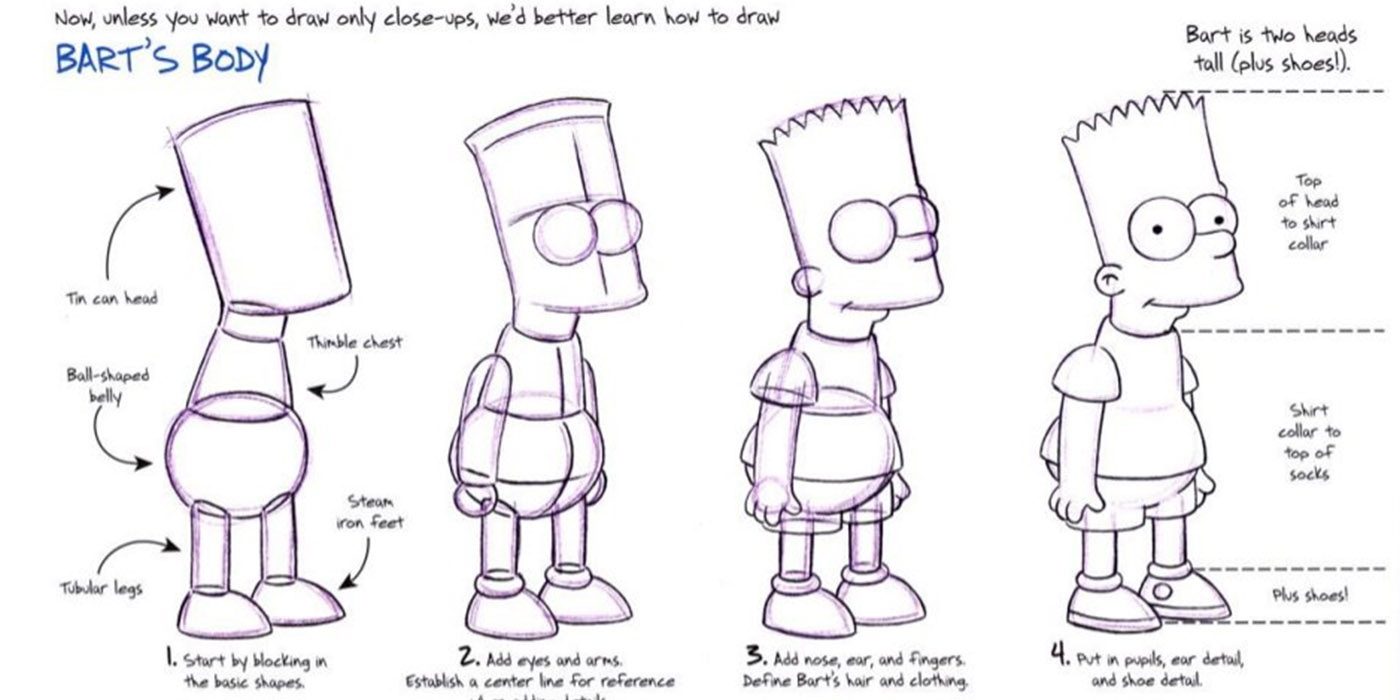 Now, unless you want to draw only close-ups, we'd better learn how to draw
BART'S BODY
Bart is two heads
tall (plus shoes!).
Tin can head
Thimble chest
Ball-shaped
belly
Steam
iron feet
Tubular legs
Top
of head
to shirt
collar
Shirt
collar to
top of
socks
Plus shoes!
1. Start by blocking in
the basic shapes.
2. Add eyes and arms.
Establish a center line for reference
3. Add nose, ear, and fingers.
Define Bart's hair and clothing.
4. Put in pupils, ear detail,
and shoe detail.